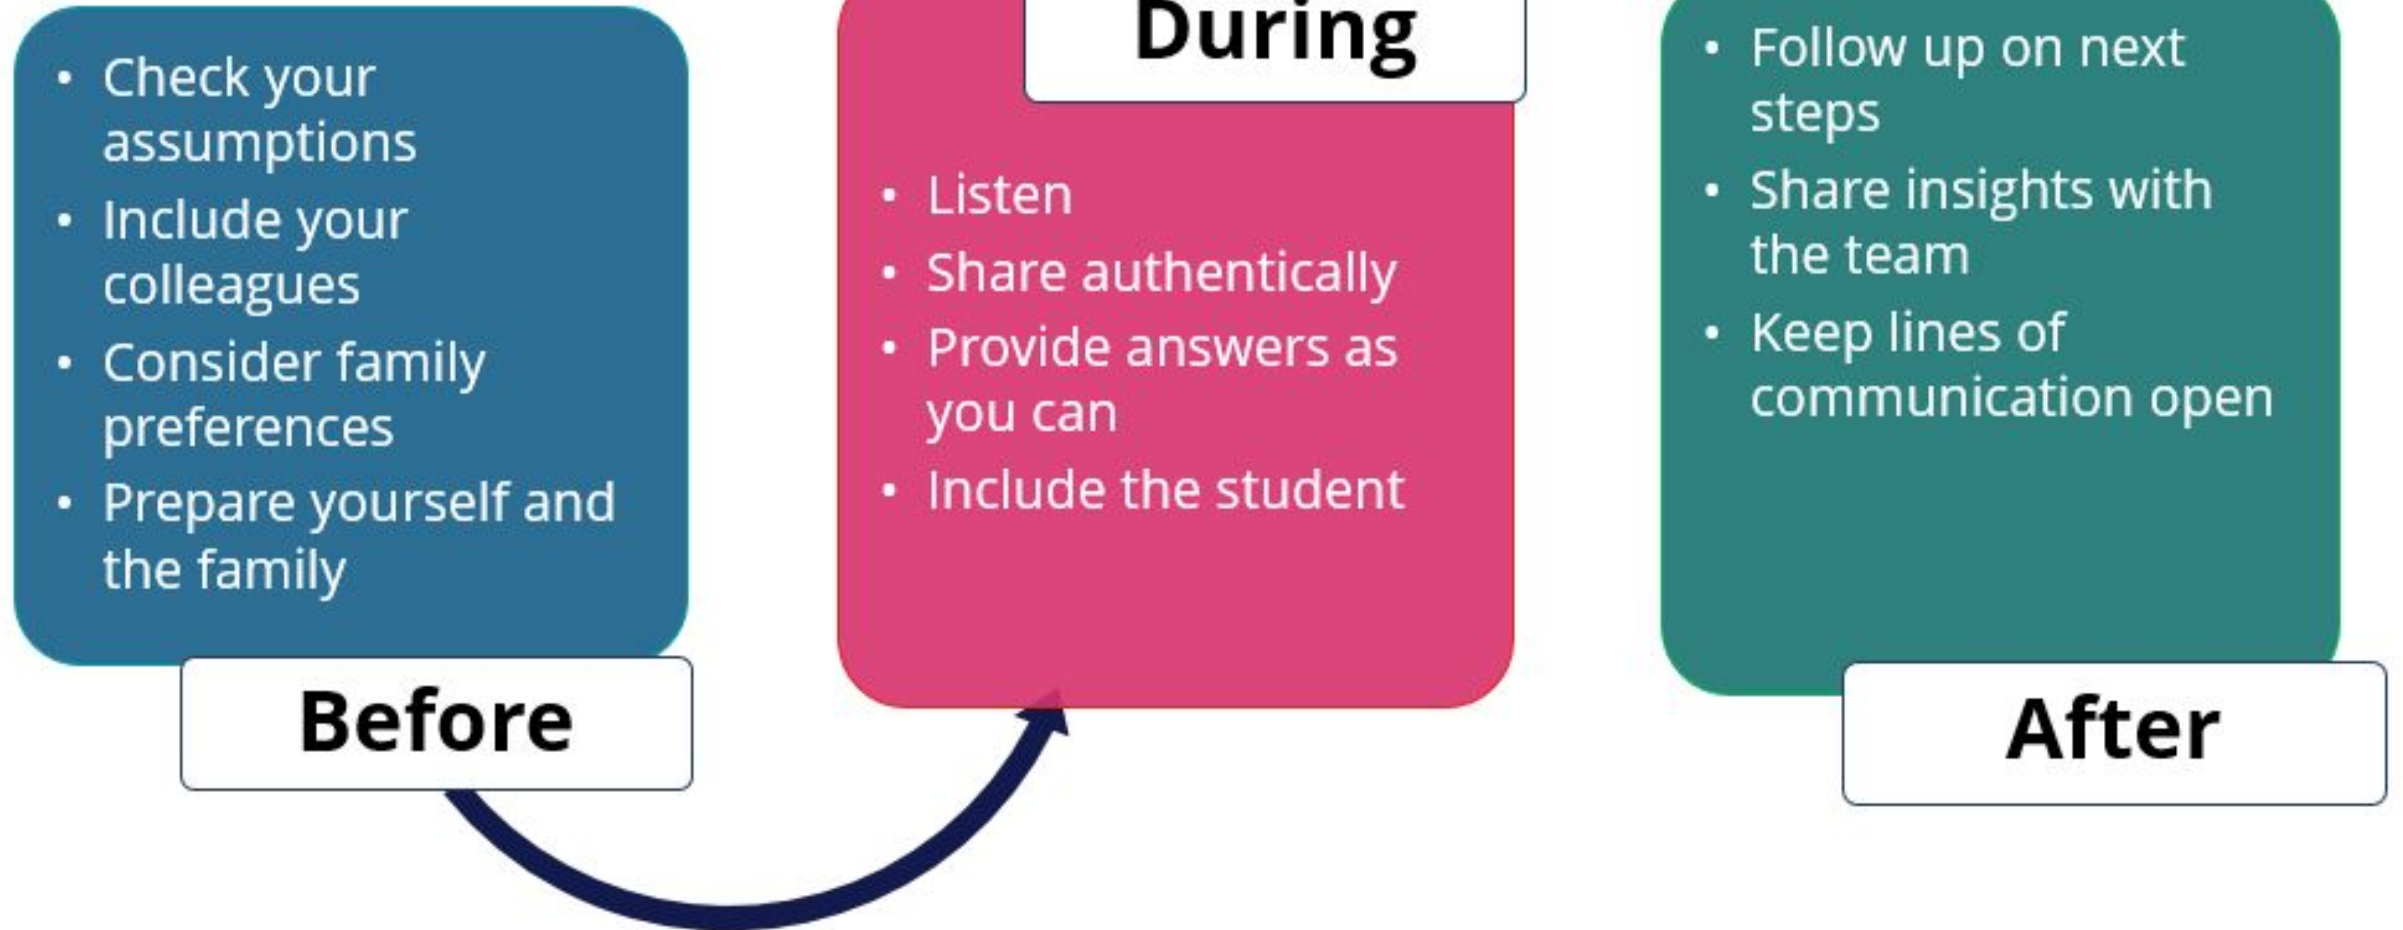 • Check your
assumptions
• Include your
colleagues
• Consider family
preferences
• Prepare yourself and
the family
Before
During
• Listen
• Share authentically
• Provide answers as
you can
• Include the student
• Follow up on next
steps
• Share insights with
the team
• Keep lines of
communication open
After